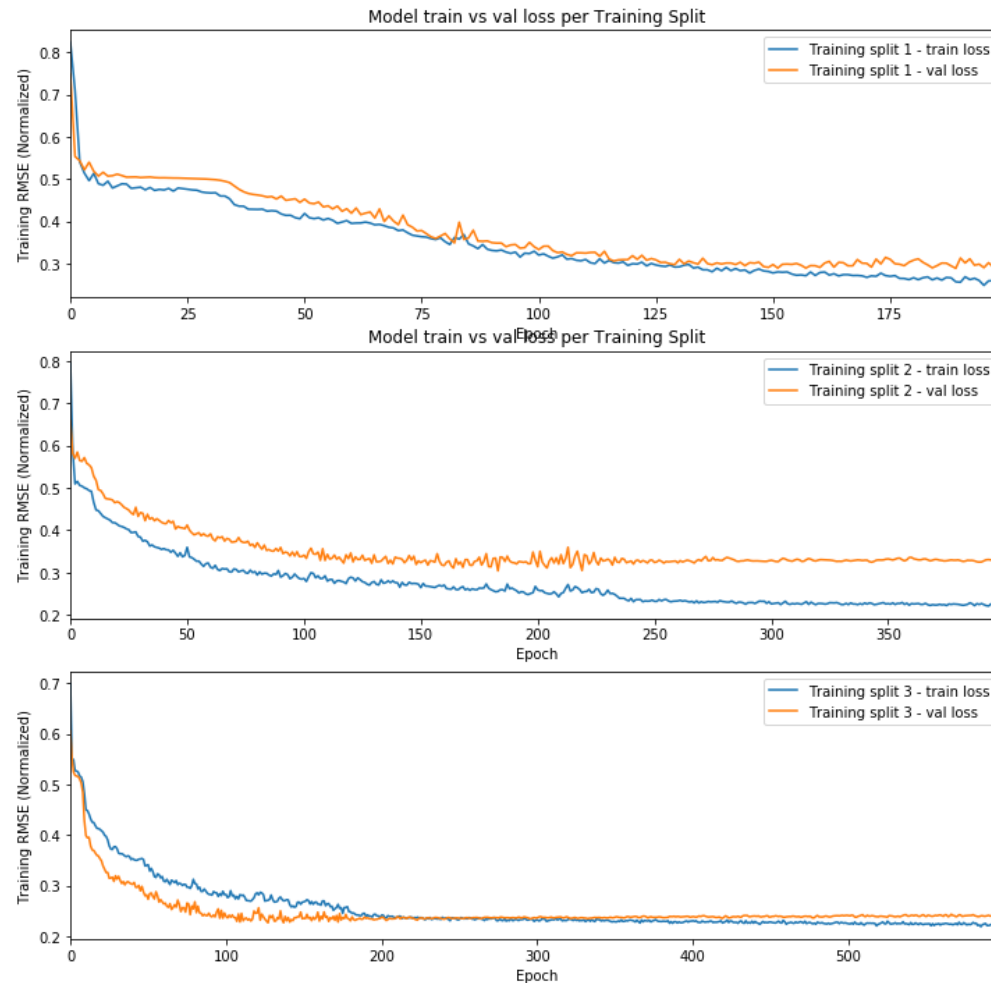 Model train vs val loss per Training Split
Training RMSE (Normalized)
0.8
0.7
0.6
0.5
0.4
0.3
Training split 1 - train loss
Training split 1 - val loss
0 25 50 75 100 125 150 175
Epoch
Model train vs val loss per Training Split
Training RMSE (Normalized)
0.8
0.7
0.6
0.5
0.4
0.3
0.2
Training split 2 - train loss
Training split 2 - val loss
0 50 100 150 200 250 300 350
Epoch
Training RMSE (Normalized)
0.7
0.6
0.5
0.4
0.3
0.2
Training split 3 - train loss
Training split 3 - val loss
0 100 200 300 400 500
Epoch